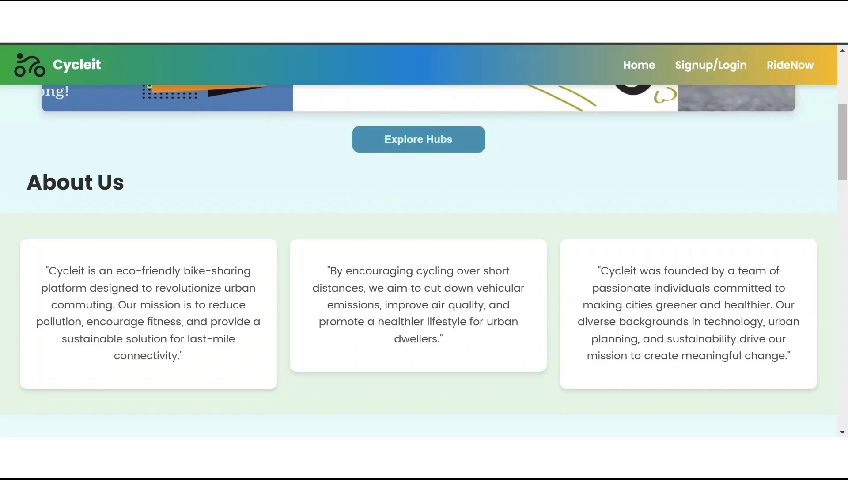 Cycleit
Home Signup/Login RideNow
ong!
Explore Hubs
About Us
"Cycleit is an eco-friendly bike-sharing
platform designed to revolutionize urban
commuting. Our mission is to reduce
pollution, encourage fitness, and provide a
sustainable solution for last-mile
connectivity."
"By encouraging cycling over short
distances, we aim to cut down vehicular
emissions, improve air quality, and
promote a healthier lifestyle for urban
dwellers."
"Cycleit was founded by a team of
passionate individuals committed to
making cities greener and healthier. Our
diverse backgrounds in technology, urban
planning, and sustainability drive our
mission to create meaningful change."